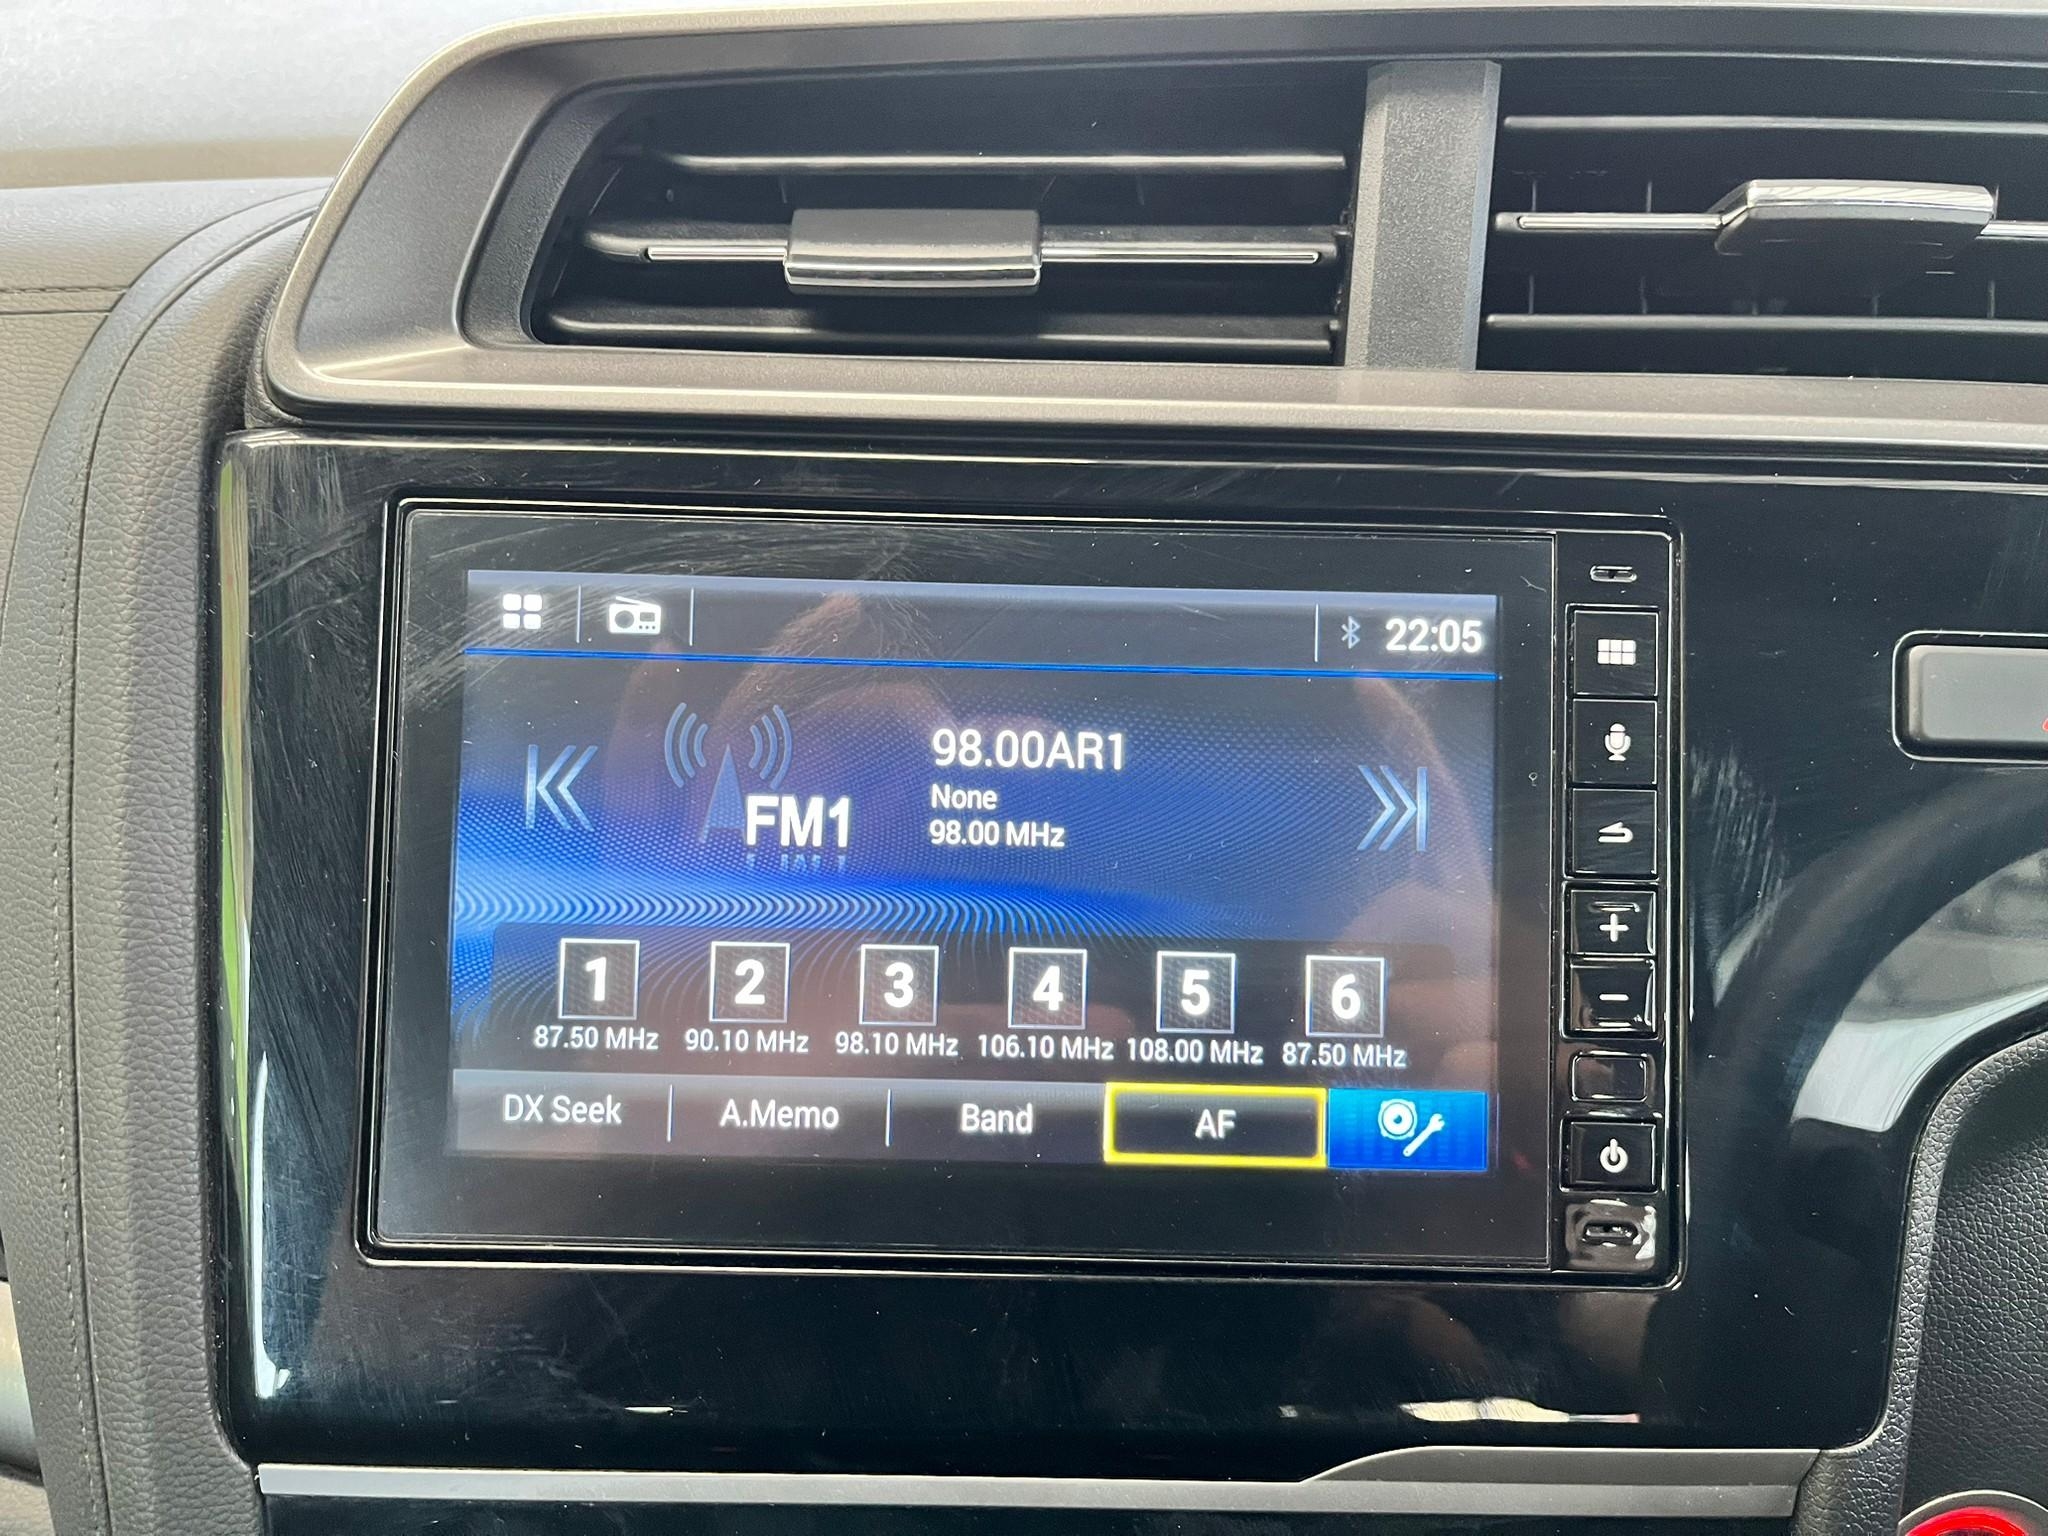 22:05
98.00AR1
None
98.00 MHz
FM1
1 2 3 4 5 6
87.50 MHz 90.10 MHz 98.10 MHz 106.10 MHz 108.00 MHz 87.50 MHz
DX Seek A.Memo Band AF